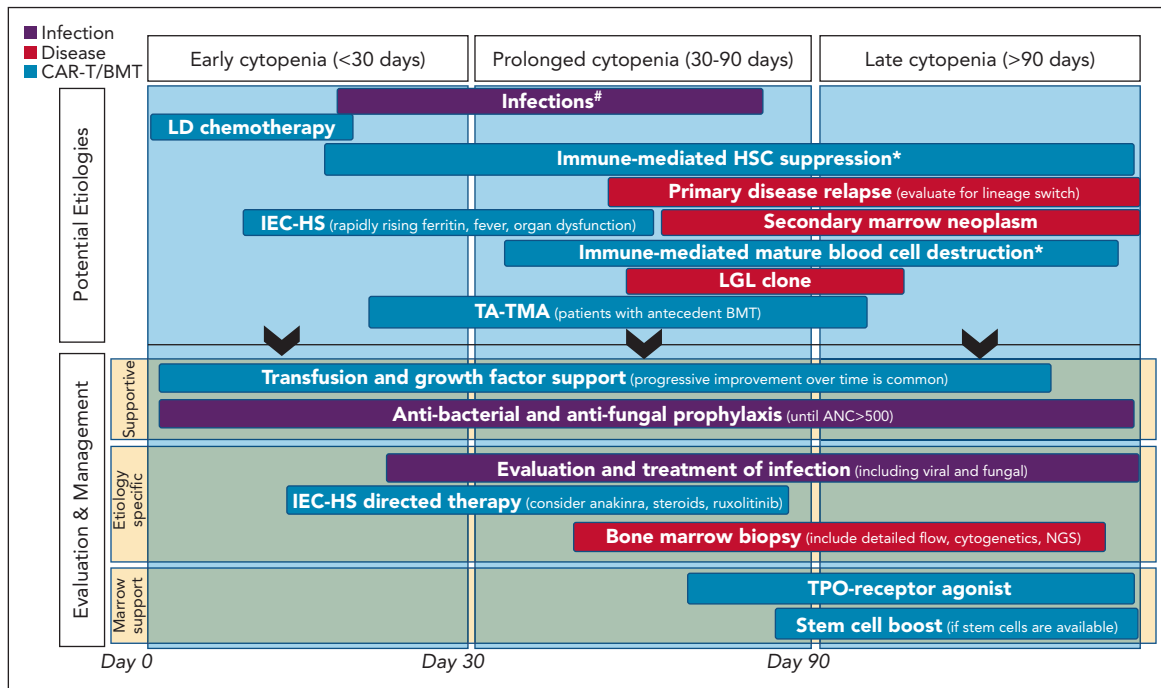 Infection
Disease
CAR-T/BMT
Early cytopenia (<30 days)
Prolonged cytopenia (30-90 days)
Late cytopenia (>90 days)
Potential Etiologies
Infections#
LD chemotherapy
Immune-mediated HSC suppression*
Primary disease relapse (evaluate for lineage switch)
IEC-HS (rapidly rising ferritin, fever, organ dysfunction)
Secondary marrow neoplasm
Immune-mediated mature blood cell destruction*
LGL clone
TA-TMA (patients with antecedent BMT)
Evaluation & Management
Supportive
Transfusion and growth factor support (progressive improvement over time is common)
Anti-bacterial and anti-fungal prophylaxis (until ANC>500)
Etiology
specific
Evaluation and treatment of infection (including viral and fungal)
IEC-HS directed therapy (consider anakinra, steroids, ruxolitinib)
Bone marrow biopsy (include detailed flow, cytogenetics, NGS)
Marrow
support
TPO-receptor agonist
Stem cell boost (if stem cells are available)
Day 0
Day 30
Day 90